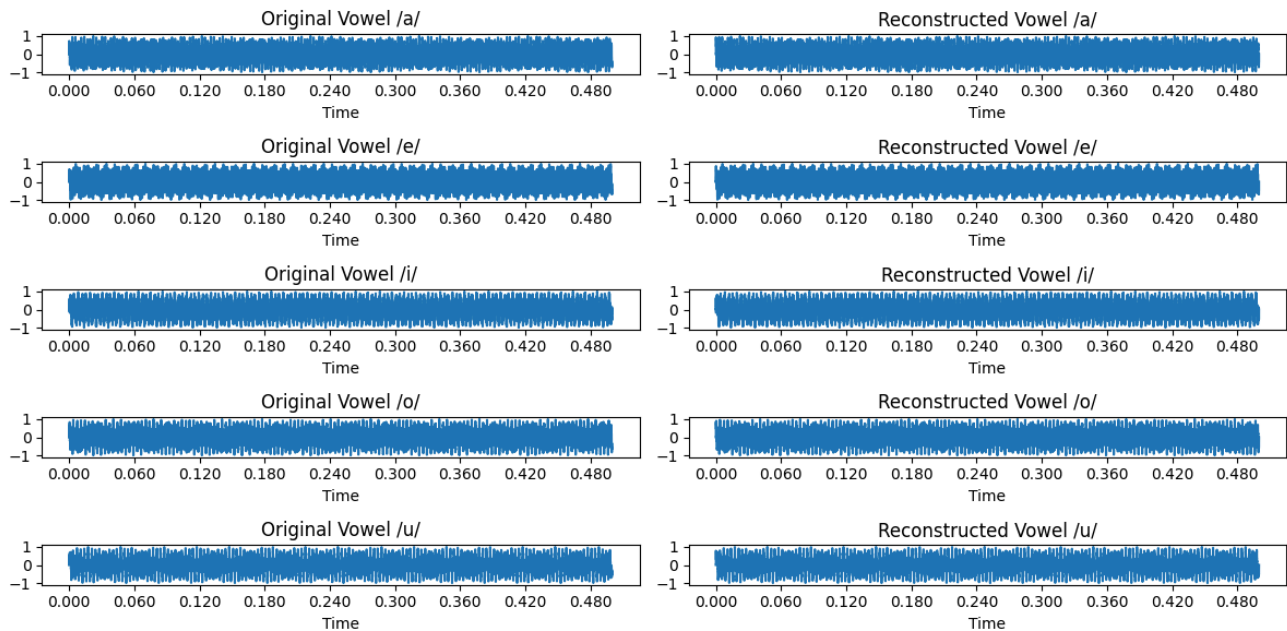 Original Vowel /a/ Reconstructed Vowel /a/
1 1
0 0
−1 −1
0.000 0.060 0.120 0.180 0.240 0.300 0.360 0.420 0.480 0.000 0.060 0.120 0.180 0.240 0.300 0.360 0.420 0.480
Time Time
Original Vowel /e/ Reconstructed Vowel /e/
1 1
0 0
−1 −1
0.000 0.060 0.120 0.180 0.240 0.300 0.360 0.420 0.480 0.000 0.060 0.120 0.180 0.240 0.300 0.360 0.420 0.480
Time Time
Original Vowel /i/ Reconstructed Vowel /i/
1 1
0 0
−1 −1
0.000 0.060 0.120 0.180 0.240 0.300 0.360 0.420 0.480 0.000 0.060 0.120 0.180 0.240 0.300 0.360 0.420 0.480
Time Time
Original Vowel /o/ Reconstructed Vowel /o/
1 1
0 0
−1 −1
0.000 0.060 0.120 0.180 0.240 0.300 0.360 0.420 0.480 0.000 0.060 0.120 0.180 0.240 0.300 0.360 0.420 0.480
Time Time
Original Vowel /u/ Reconstructed Vowel /u/
1 1
0 0
−1 −1
0.000 0.060 0.120 0.180 0.240 0.300 0.360 0.420 0.480 0.000 0.060 0.120 0.180 0.240 0.300 0.360 0.420 0.480
Time Time